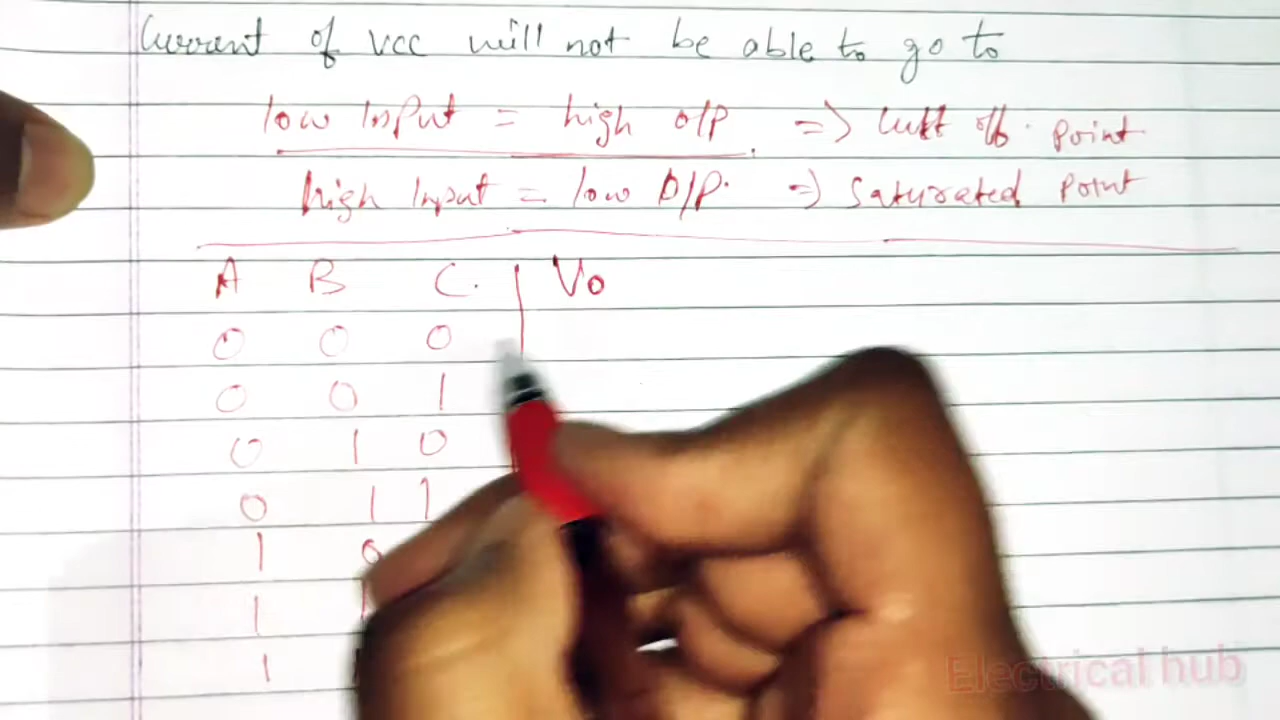 Current of Vcc will not be able to go to
low Input = high o/p => Cutt off. point
high Input = low O/P. => Saturated Point
A B C. Vo
0 0 0
0 0 1
0 1 0
0 1 1
1 0
1
1
Electrical hub